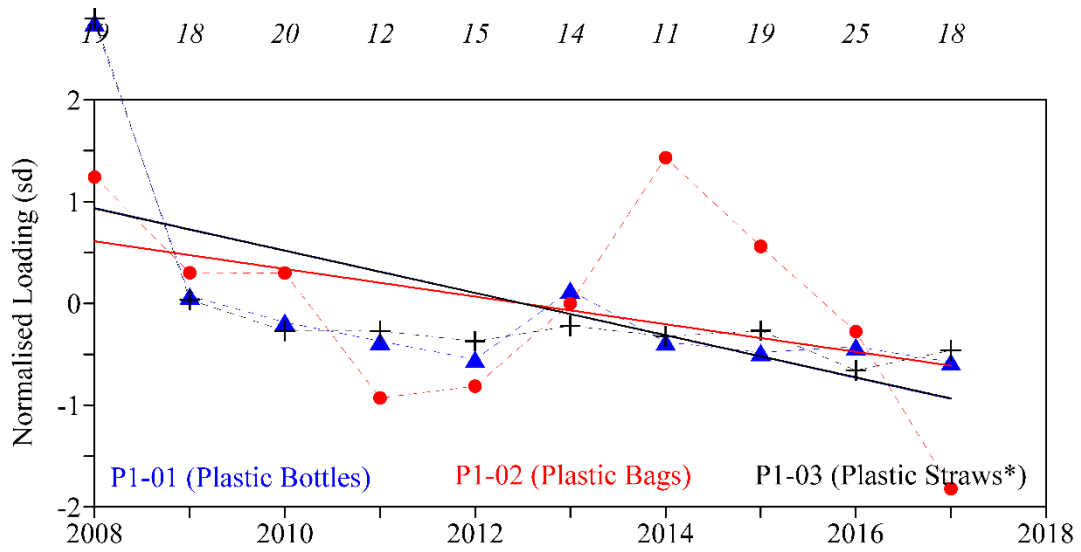 19 18 20 12 15 14 11 19 25 18
2
1
0
-1
-2
Normalised Loading (sd)
P1-01 (Plastic Bottles) P1-02 (Plastic Bags) P1-03 (Plastic Straws*)
2008 2010 2012 2014 2016 2018